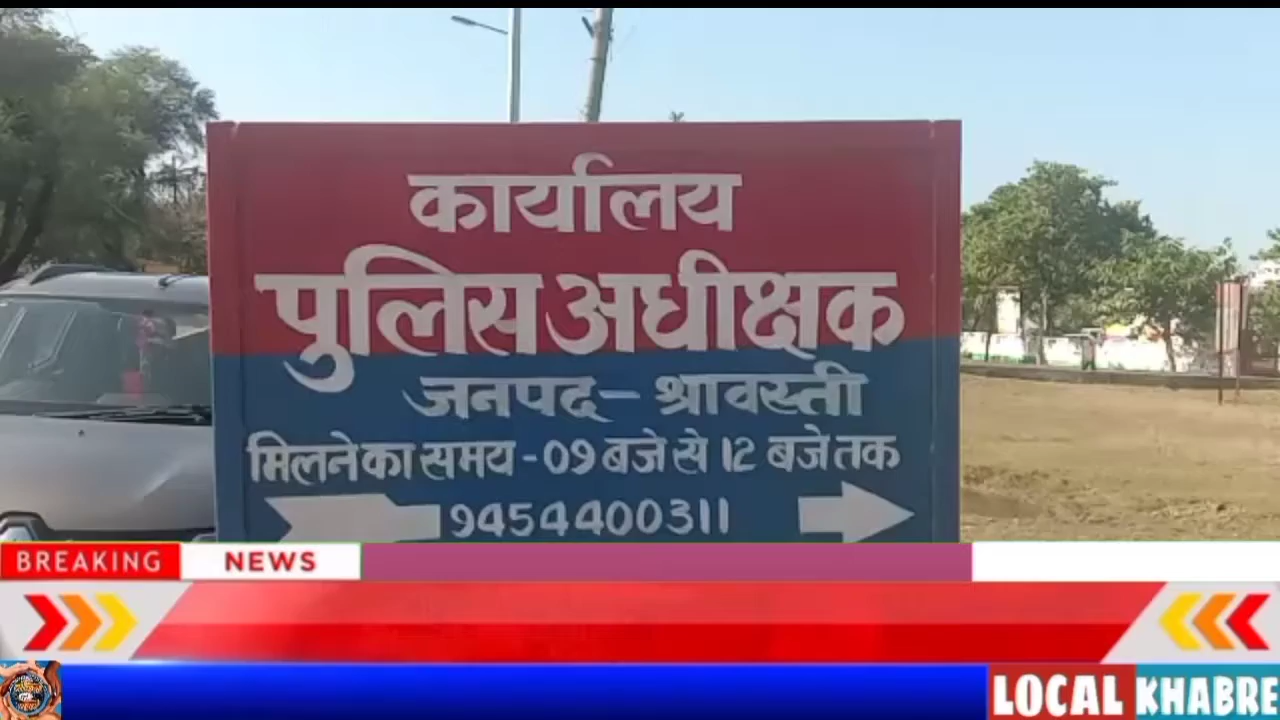 कार्यालय
पुलिस अधीक्षक
जनपद - श्रावस्ती
मिलने का समय - 09 बजे से 12 बजे तक
9454400311
BREAKING NEWS
LOCAL KHABRE